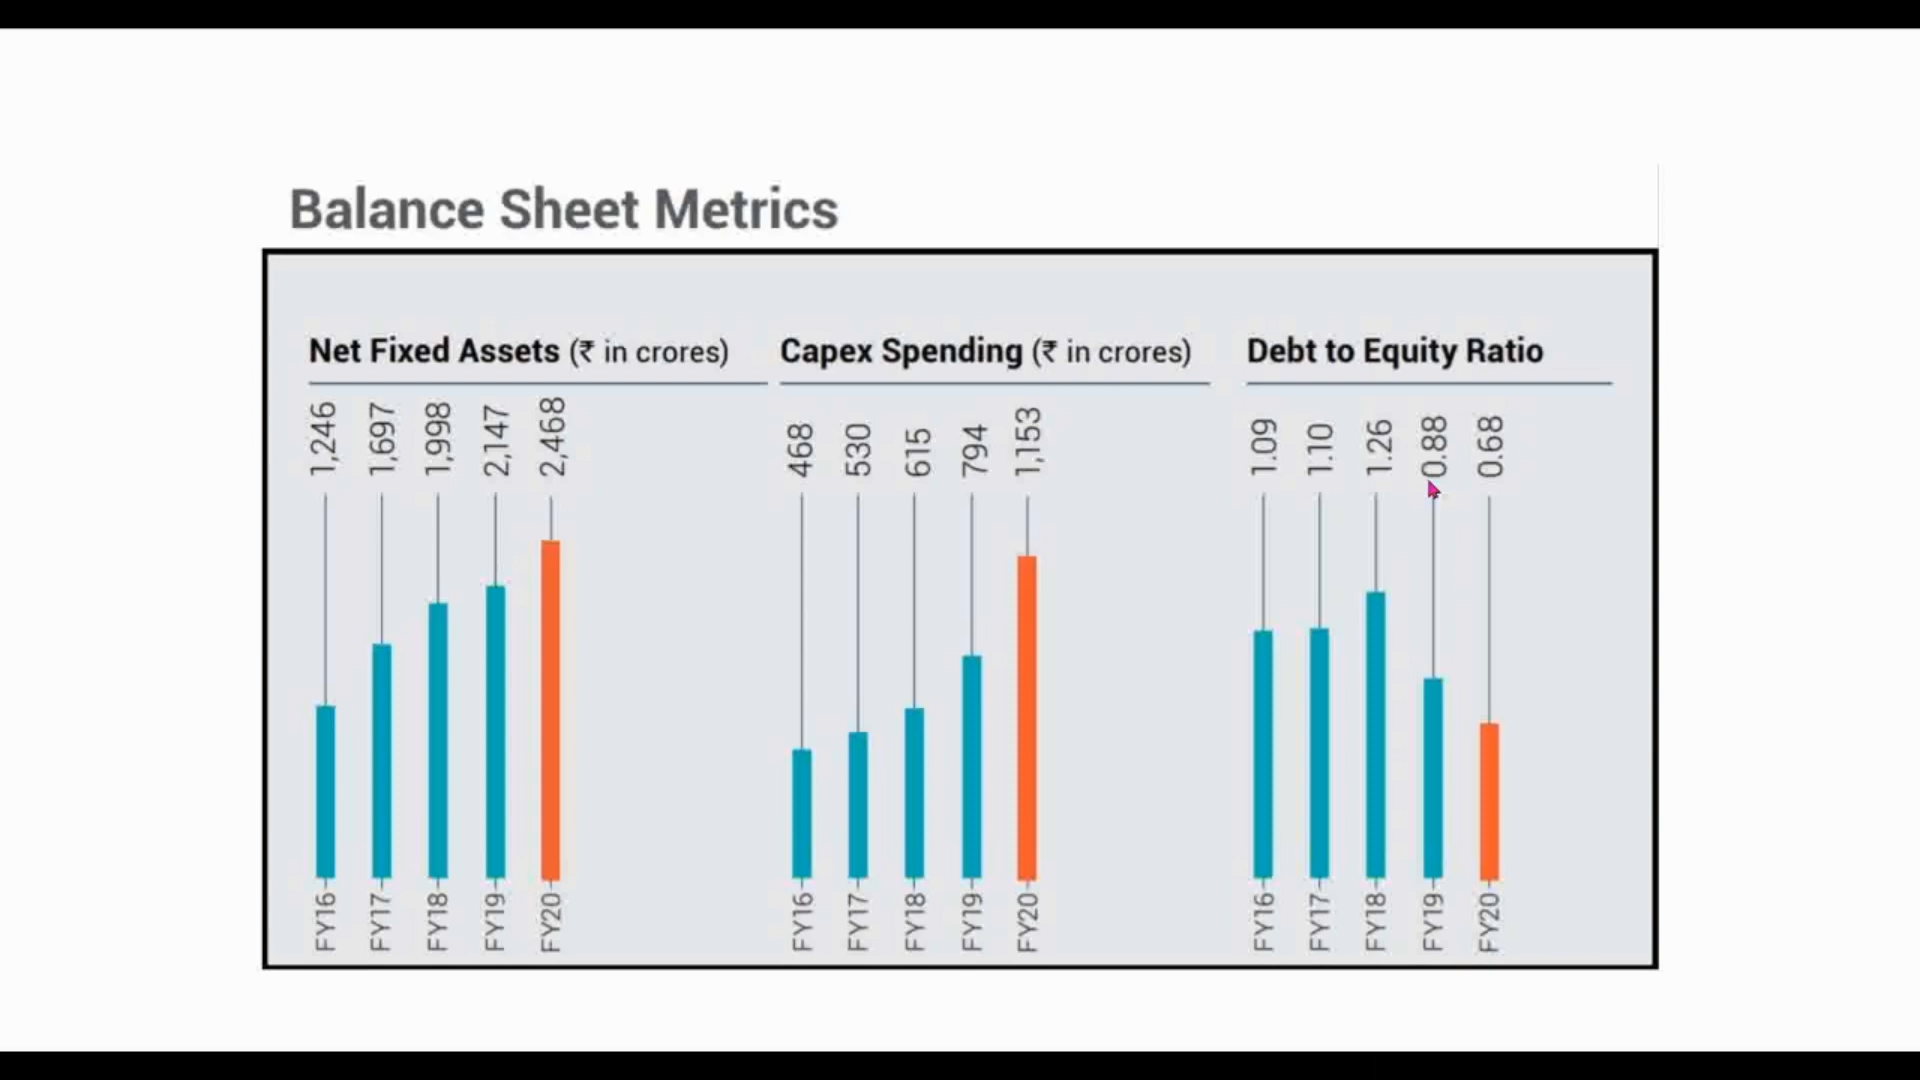 Balance Sheet Metrics
Net Fixed Assets (₹ in crores)
1,246
1,697
1,998
2,147
2,468
FY16
FY17
FY18
FY19
FY20
Capex Spending (₹ in crores)
468
530
615
794
1,153
FY16
FY17
FY18
FY19
FY20
Debt to Equity Ratio
1.09
1.10
1.26
0.88
0.68
FY16
FY17
FY18
FY19
FY20